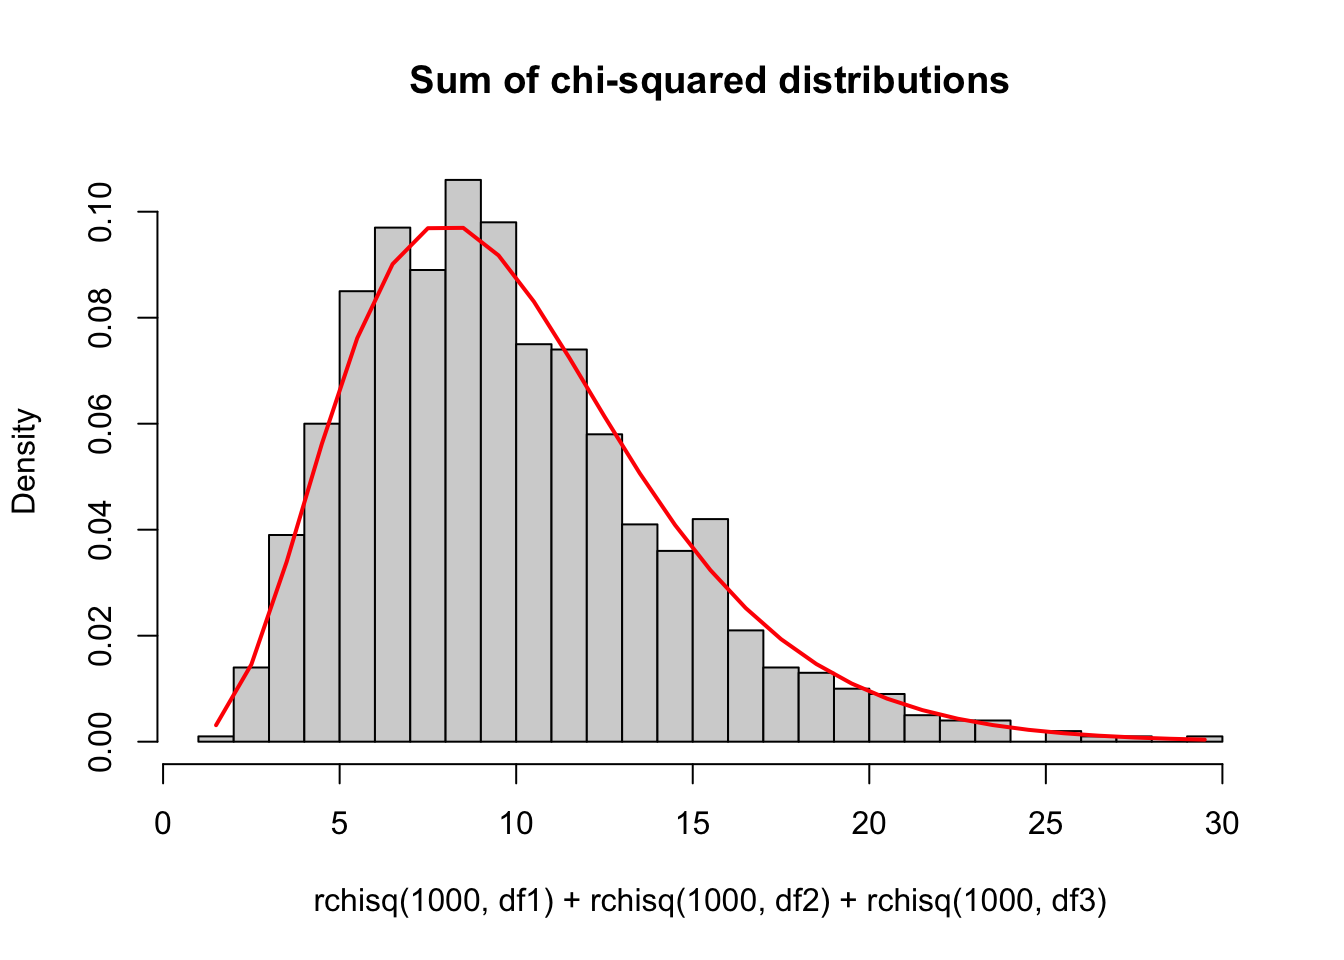 Sum of chi-squared distributions
Density
0.10
0.08
0.06
0.04
0.02
0.00
0 5 10 15 20 25 30
rchisq(1000, df1) + rchisq(1000, df2) + rchisq(1000, df3)